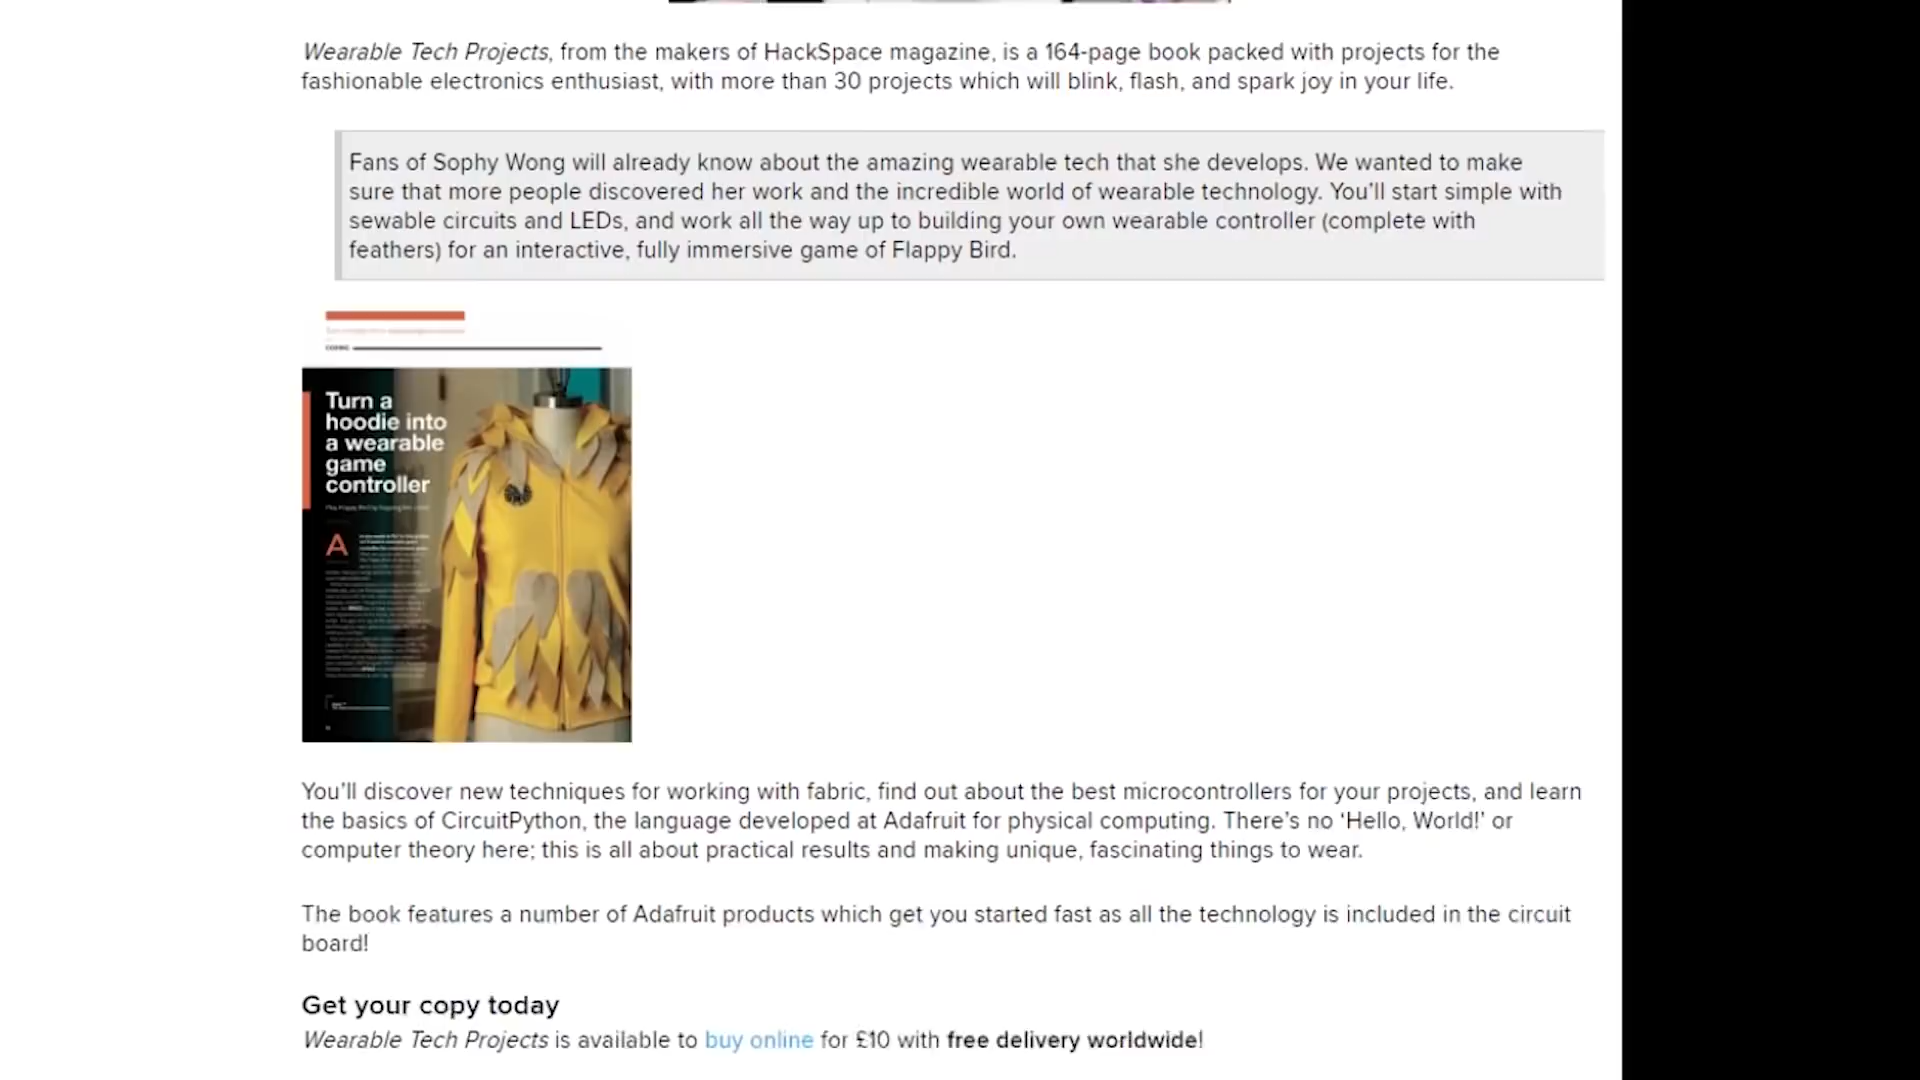 Wearable Tech Projects, from the makers of HackSpace magazine, is a 164-page book packed with projects for the
fashionable electronics enthusiast, with more than 30 projects which will blink, flash, and spark joy in your life.
Fans of Sophy Wong will already know about the amazing wearable tech that she develops. We wanted to make
sure that more people discovered her work and the incredible world of wearable technology. You’ll start simple with
sewable circuits and LEDs, and work all the way up to building your own wearable controller (complete with
feathers) for an interactive, fully immersive game of Flappy Bird.
Turn a
hoodie into
a wearable
game
controller
A
You’ll discover new techniques for working with fabric, find out about the best microcontrollers for your projects, and learn
the basics of CircuitPython, the language developed at Adafruit for physical computing. There’s no ‘Hello, World!’ or
computer theory here; this is all about practical results and making unique, fascinating things to wear.
The book features a number of Adafruit products which get you started fast as all the technology is included in the circuit
board!
Get your copy today
Wearable Tech Projects is available to buy online for £10 with free delivery worldwide!